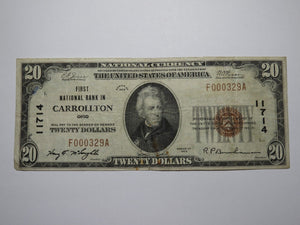 NATIONAL CURRENCY
THE UNITED STATES OF AMERICA
20 20
FIRST
NATIONAL BANK IN
CARROLLTON
OHIO
WILL PAY TO THE BEARER ON DEMAND
TWENTY DOLLARS
F000329A
F000329A
11714
11714
20 TWENTY DOLLARS 20